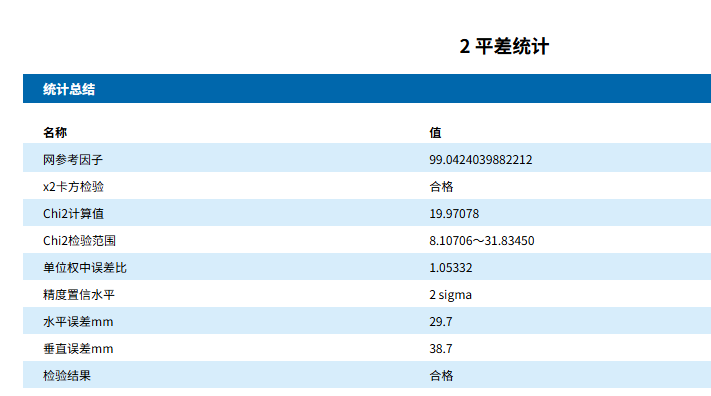 2 平差统计
统计总结
名称 值
网参考因子 99.0424039882212
x2卡方检验 合格
Chi2计算值 19.97078
Chi2检验范围 8.10706～31.83450
单位权中误差比 1.05332
精度置信水平 2 sigma
水平误差mm 29.7
垂直误差mm 38.7
检验结果 合格